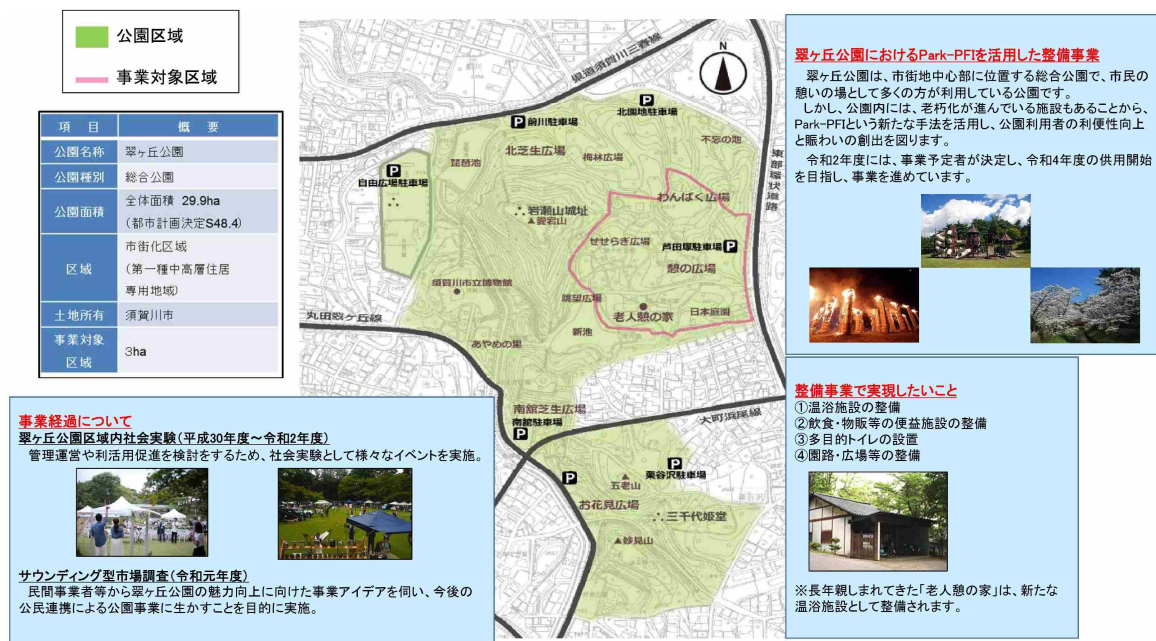 公園区域
事業対象区域
項　目　概　要
公園名称　翠ヶ丘公園
公園種別　総合公園
公園面積　全体面積 29.9ha
（都市計画決定S48.4）
区域　市街化区域
（第一種中高層住居
専用地域）
土地所有　須賀川市
事業対象
区域　3ha
県道須賀川三春線
N
P 北園地駐車場
P 前川駐車場
不忘の池
北芝生広場
梅林広場
琵琶池
P
自由広場駐車場
東部環状道路
わんぱく広場
岩瀬山城址
▲愛宕山
せせらぎ広場
芦田塚駐車場 P
憩の広場
須賀川市立博物館
眺望広場
丸田数ヶ丘線
老人憩の家
日本庭園
新池
あやめの里
南舘芝生広場
南舘駐車場
P
大町浜尾線
P
栗谷沢駐車場
P
五老山
お花見広場
三千代姫堂
▲妙見山
翠ヶ丘公園におけるPark-PFIを活用した整備事業
翠ヶ丘公園は、市街地中心部に位置する総合公園で、市民の
憩いの場として多くの方が利用している公園です。
しかし、公園内には、老朽化が進んでいる施設もあることから、
Park-PFIという新たな手法を活用し、公園利用者の利便性向上
と賑わいの創出を図ります。
令和2年度には、事業予定者が決定し、令和4年度の供用開始
を目指し、事業を進めています。
整備事業で実現したいこと
①温浴施設の整備
②飲食・物販等の便益施設の整備
③多目的トイレの設置
④園路・広場等の整備
※長年親しまれてきた「老人憩の家」は、新たな
温浴施設として整備されます。
事業経過について
翠ヶ丘公園区域内社会実験（平成30年度～令和2年度）
管理運営や利活用促進を検討をするため、社会実験として様々なイベントを実施。
サウンディング型市場調査（令和元年度）
民間事業者等から翠ヶ丘公園の魅力向上に向けた事業アイデアを伺い、今後の
公民連携による公園事業に生かすことを目的に実施。